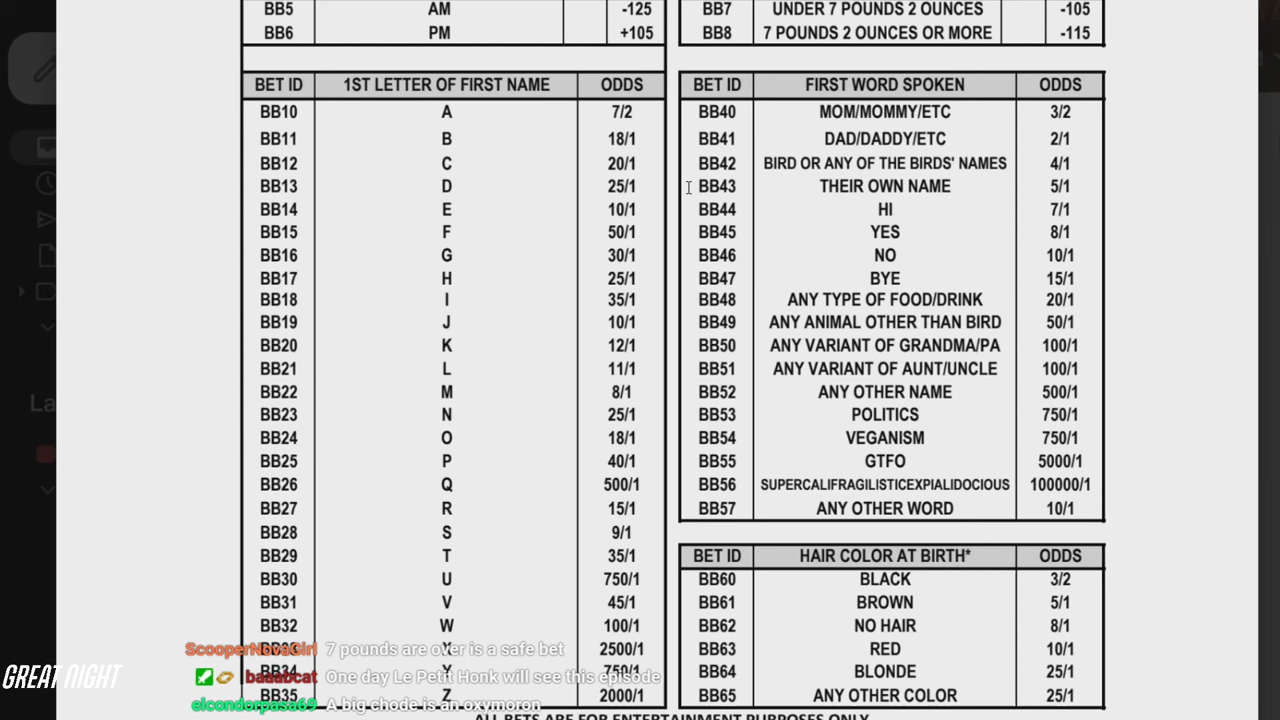 BB5 AM -125
BB6 PM +105
BB7 UNDER 7 POUNDS 2 OUNCES -105
BB8 7 POUNDS 2 OUNCES OR MORE -115
BET ID 1ST LETTER OF FIRST NAME ODDS
BB10 A 7/2
BB11 B 18/1
BB12 C 20/1
BB13 D 25/1
BB14 E 10/1
BB15 F 50/1
BB16 G 30/1
BB17 H 25/1
BB18 I 35/1
BB19 J 10/1
BB20 K 12/1
BB21 L 11/1
BB22 M 8/1
BB23 N 25/1
BB24 O 18/1
BB25 P 40/1
BB26 Q 500/1
BB27 R 15/1
BB28 S 9/1
BB29 T 35/1
BB30 U 750/1
BB31 V 45/1
BB32 W 100/1
2500/1
BB34 Y 750/1
BB35 Z 2000/1
BET ID FIRST WORD SPOKEN ODDS
BB40 MOM/MOMMY/ETC 3/2
BB41 DAD/DADDY/ETC 2/1
BB42 BIRD OR ANY OF THE BIRDS' NAMES 4/1
BB43 THEIR OWN NAME 5/1
BB44 HI 7/1
BB45 YES 8/1
BB46 NO 10/1
BB47 BYE 15/1
BB48 ANY TYPE OF FOOD/DRINK 20/1
BB49 ANY ANIMAL OTHER THAN BIRD 50/1
BB50 ANY VARIANT OF GRANDMA/PA 100/1
BB51 ANY VARIANT OF AUNT/UNCLE 100/1
BB52 ANY OTHER NAME 500/1
BB53 POLITICS 750/1
BB54 VEGANISM 750/1
BB55 GTFO 5000/1
BB56 SUPERCALIFRAGILISTICEXPIALIDOCIOUS 100000/1
BB57 ANY OTHER WORD 10/1
BET ID HAIR COLOR AT BIRTH* ODDS
BB60 BLACK 3/2
BB61 BROWN 5/1
BB62 NO HAIR 8/1
BB63 RED 10/1
BB64 BLONDE 25/1
BB65 ANY OTHER COLOR 25/1
ALL BETS ARE FOR ENTERTAINMENT PURPOSES ONLY
La
GREAT NIGHT
ScooperNovaGirl 7 pounds are over is a safe bet
baaabcat One day Le Petit Honk will see this episode
elcondorpasa69 A big chode is an oxymoron